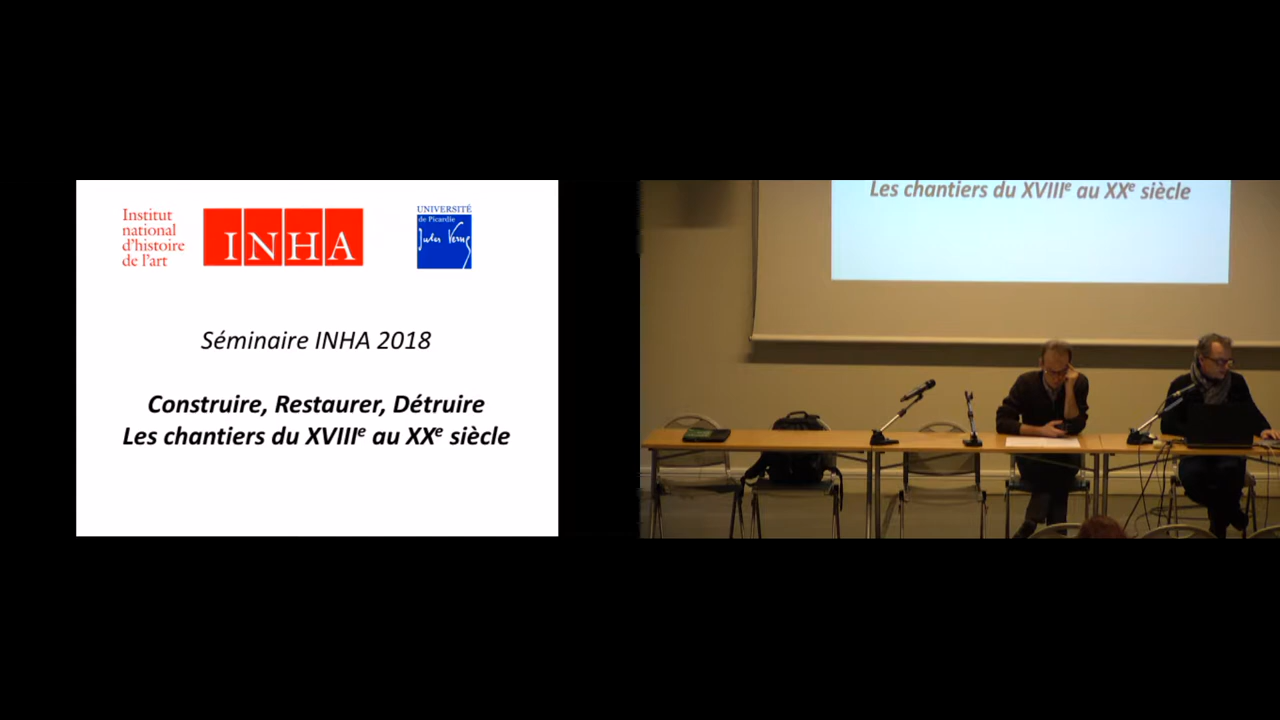 Institut
national
d'histoire
de l'art
INHA
UNIVERSITÉ
de Picardie
Jules Verne
Séminaire INHA 2018
Construire, Restaurer, Détruire
Les chantiers du XVIIIe au XXe siècle
Les chantiers du XVIIIe au XXe siècle